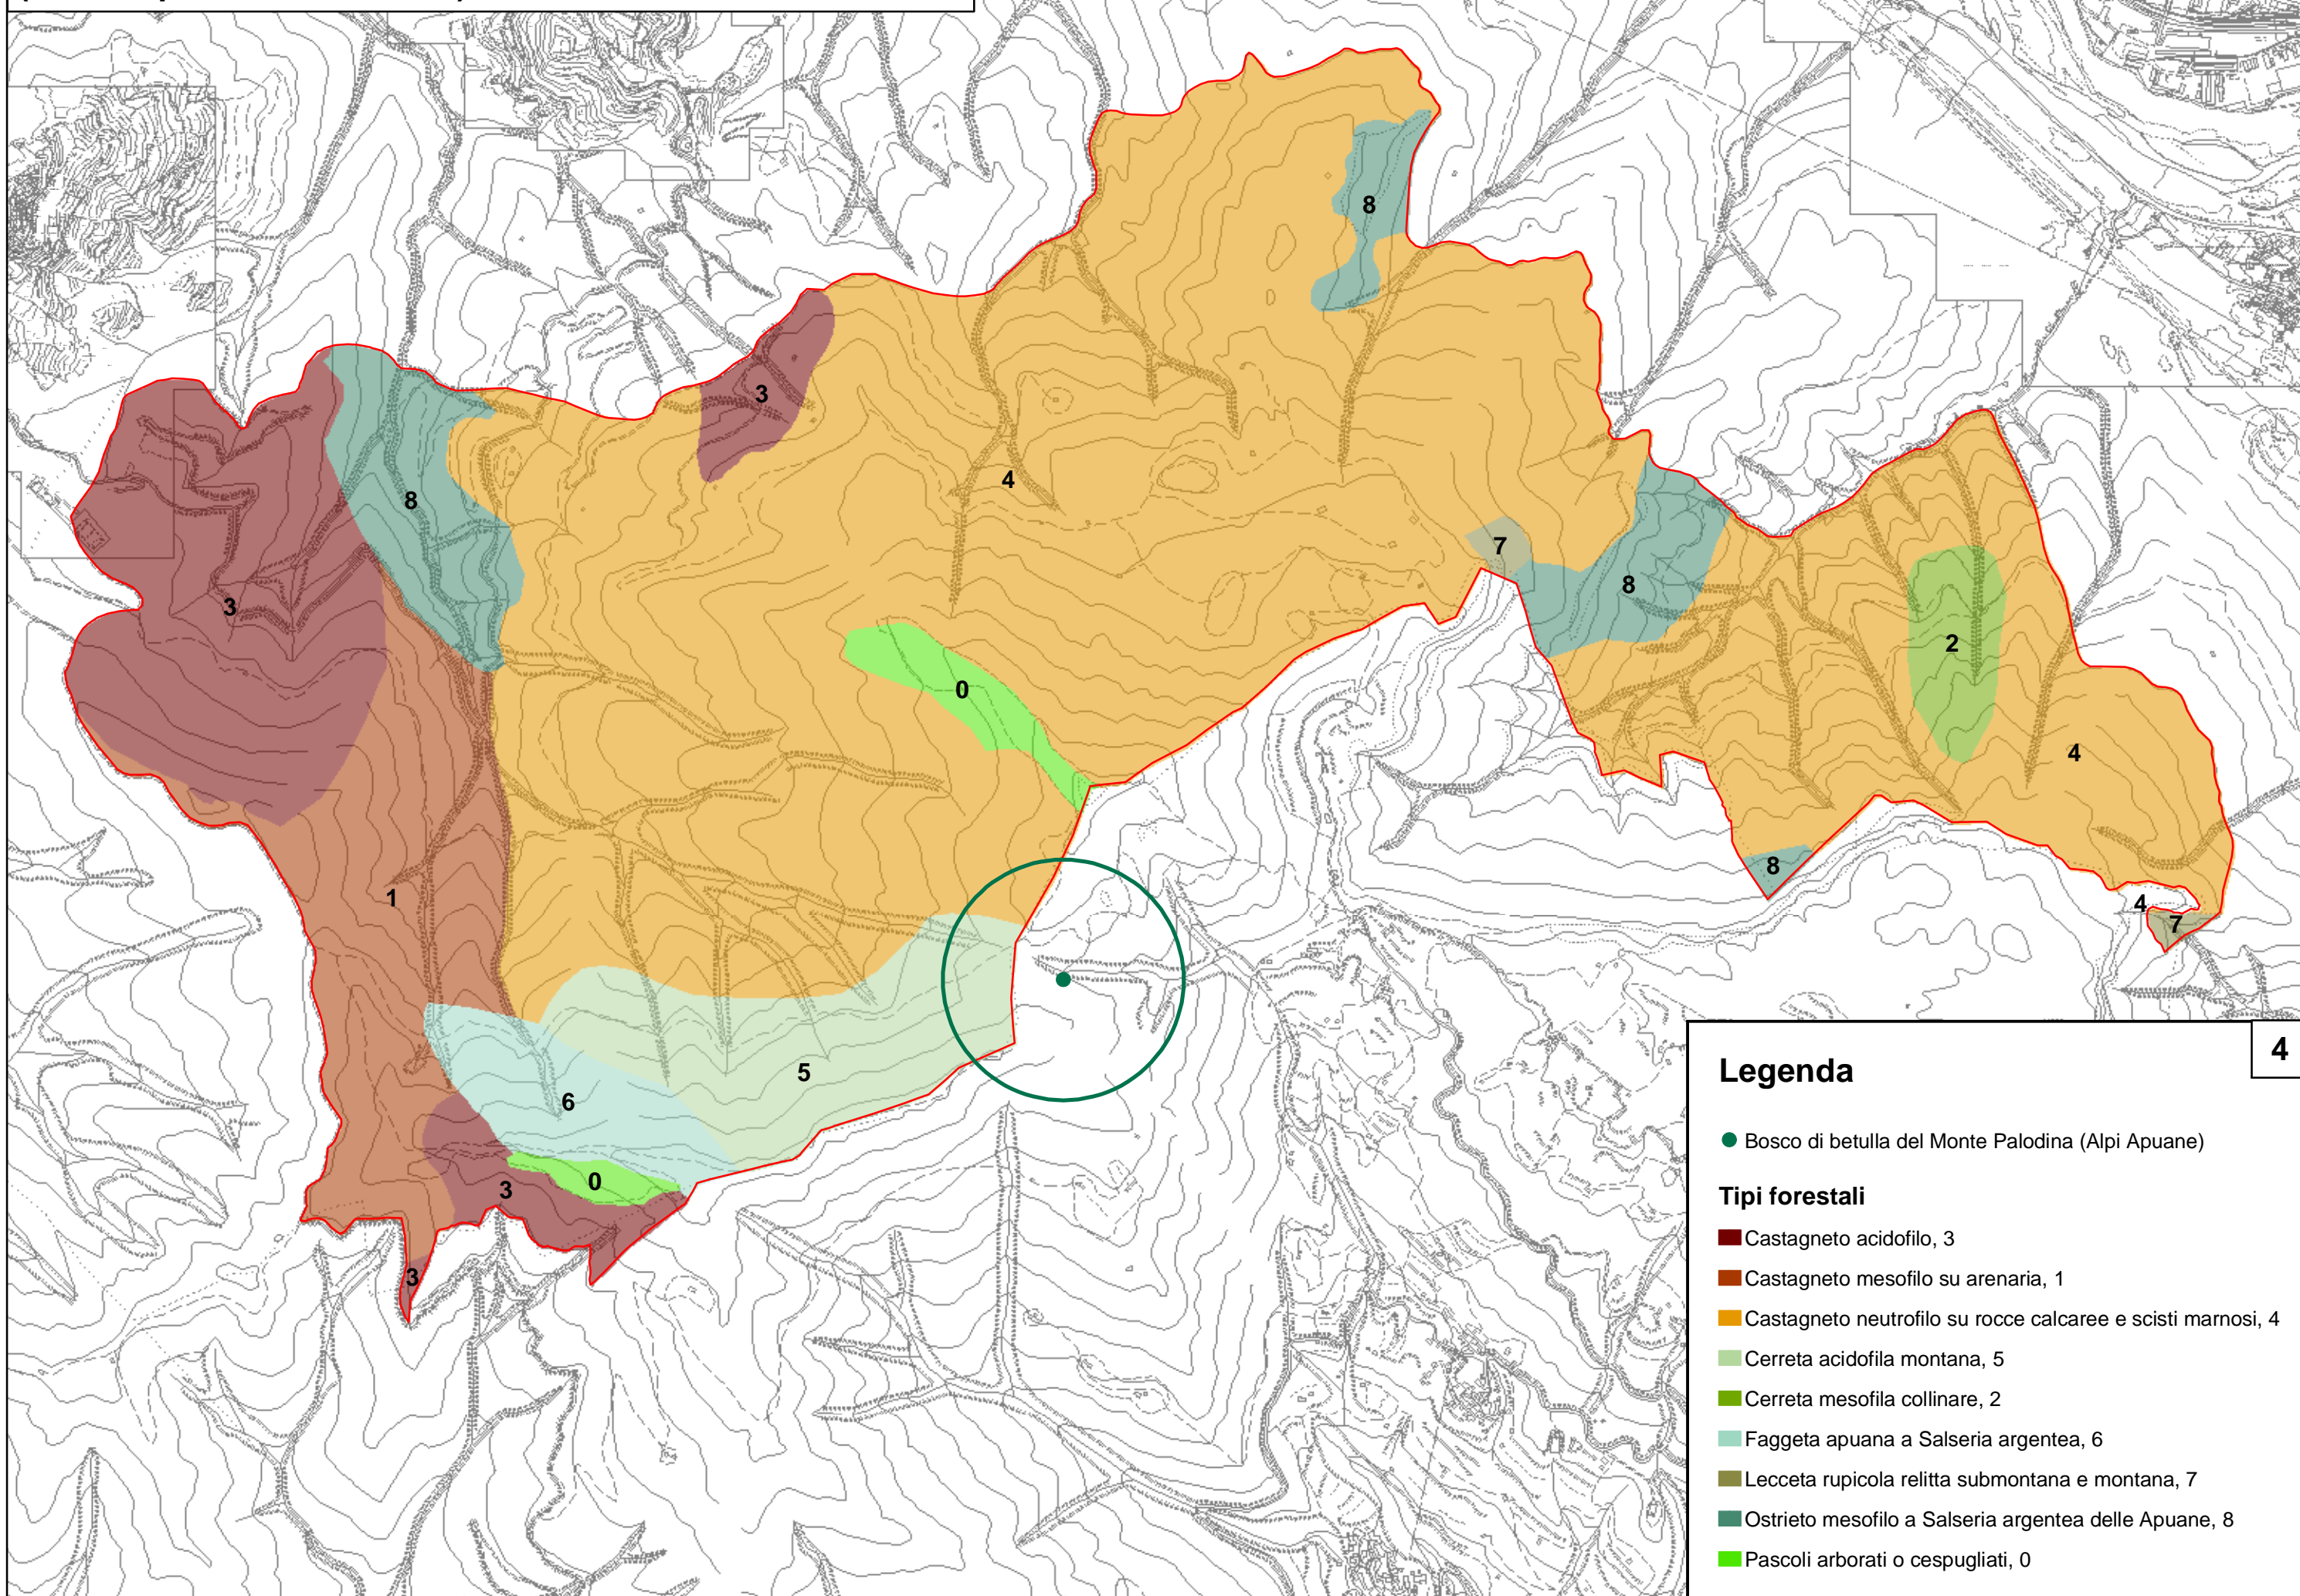 8
3
8
4
7
3
8
2
0
4
1
8
4
7
5
6
0
3
3
4
Legenda
Bosco di betulla del Monte Palodina (Alpi Apuane)
Tipi forestali
Castagneto acidofilo, 3
Castagneto mesofilo su arenaria, 1
Castagneto neutrofilo su rocce calcaree e scisti marnosi, 4
Cerreta acidofila montana, 5
Cerreta mesofila collinare, 2
Faggeta apuana a Salseria argentea, 6
Lecceta rupicola relitta submontana e montana, 7
Ostrieto mesofilo a Salseria argentea delle Apuane, 8
Pascoli arborati o cespugliati, 0